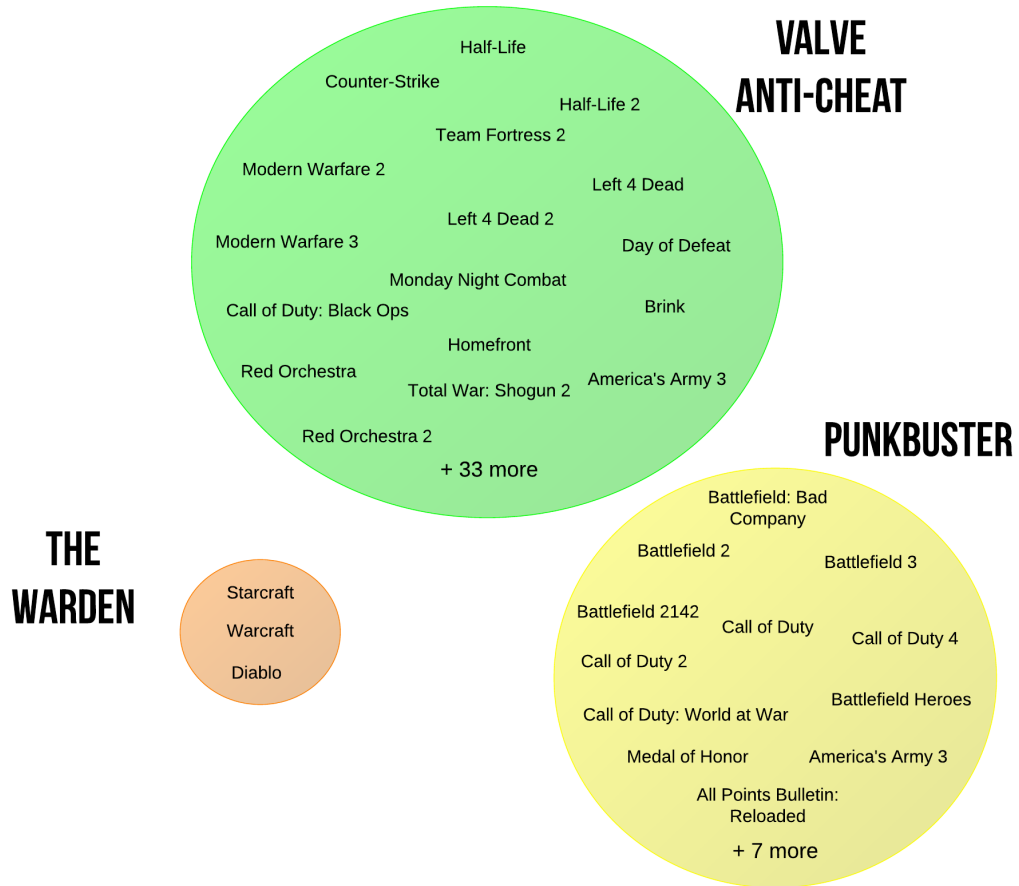 VALVE
ANTI-CHEAT
Half-Life
Counter-Strike
Half-Life 2
Team Fortress 2
Modern Warfare 2
Left 4 Dead
Left 4 Dead 2
Modern Warfare 3
Day of Defeat
Monday Night Combat
Call of Duty: Black Ops
Brink
Homefront
Red Orchestra
America's Army 3
Total War: Shogun 2
Red Orchestra 2
+ 33 more
PUNKBUSTER
Battlefield: Bad
Company
Battlefield 2
Battlefield 3
Battlefield 2142
Call of Duty
Call of Duty 4
Call of Duty 2
Battlefield Heroes
Call of Duty: World at War
Medal of Honor
America's Army 3
All Points Bulletin:
Reloaded
+ 7 more
THE
WARDEN
Starcraft
Warcraft
Diablo